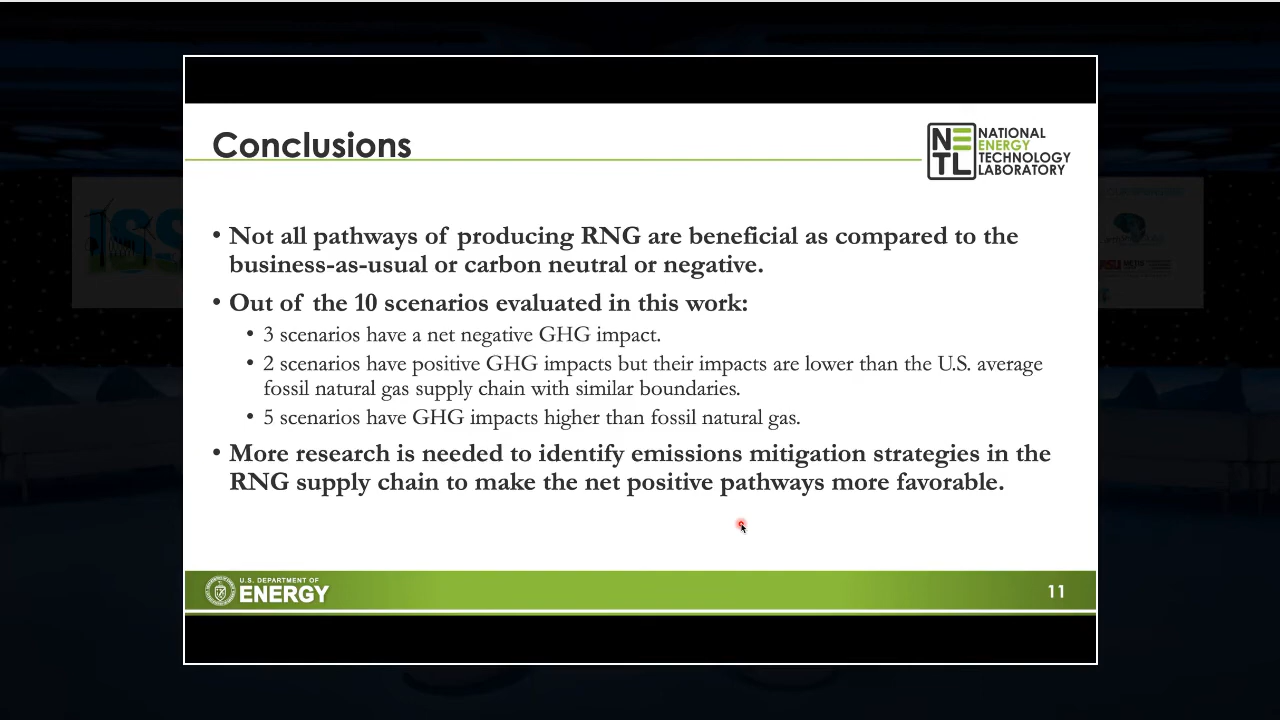 Conclusions
NETL
NATIONAL
ENERGY
TECHNOLOGY
LABORATORY
• Not all pathways of producing RNG are beneficial as compared to the
business-as-usual or carbon neutral or negative.
• Out of the 10 scenarios evaluated in this work:
• 3 scenarios have a net negative GHG impact.
• 2 scenarios have positive GHG impacts but their impacts are lower than the U.S. average
fossil natural gas supply chain with similar boundaries.
• 5 scenarios have GHG impacts higher than fossil natural gas.
• More research is needed to identify emissions mitigation strategies in the
RNG supply chain to make the net positive pathways more favorable.
U.S. DEPARTMENT OF
ENERGY
11